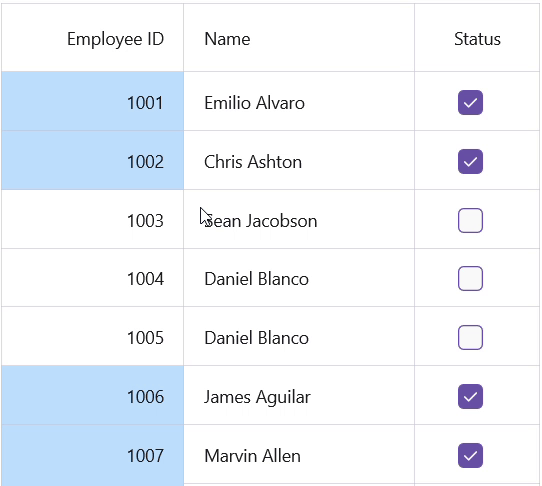 Employee ID Name Status
1001 Emilio Alvaro
1002 Chris Ashton
1003 Sean Jacobson
1004 Daniel Blanco
1005 Daniel Blanco
1006 James Aguilar
1007 Marvin Allen